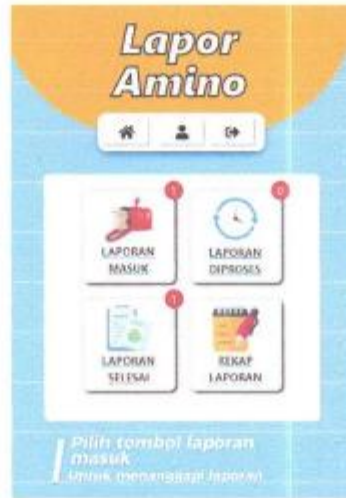 Lapor
Amino
1
0
LAPORAN
MASUK
LAPORAN
DIPROSES
1
LAPORAN
SELESAI
REKAP
LAPORAN
Pilih tombol laporan
masuk
Untuk menanggapi laporan